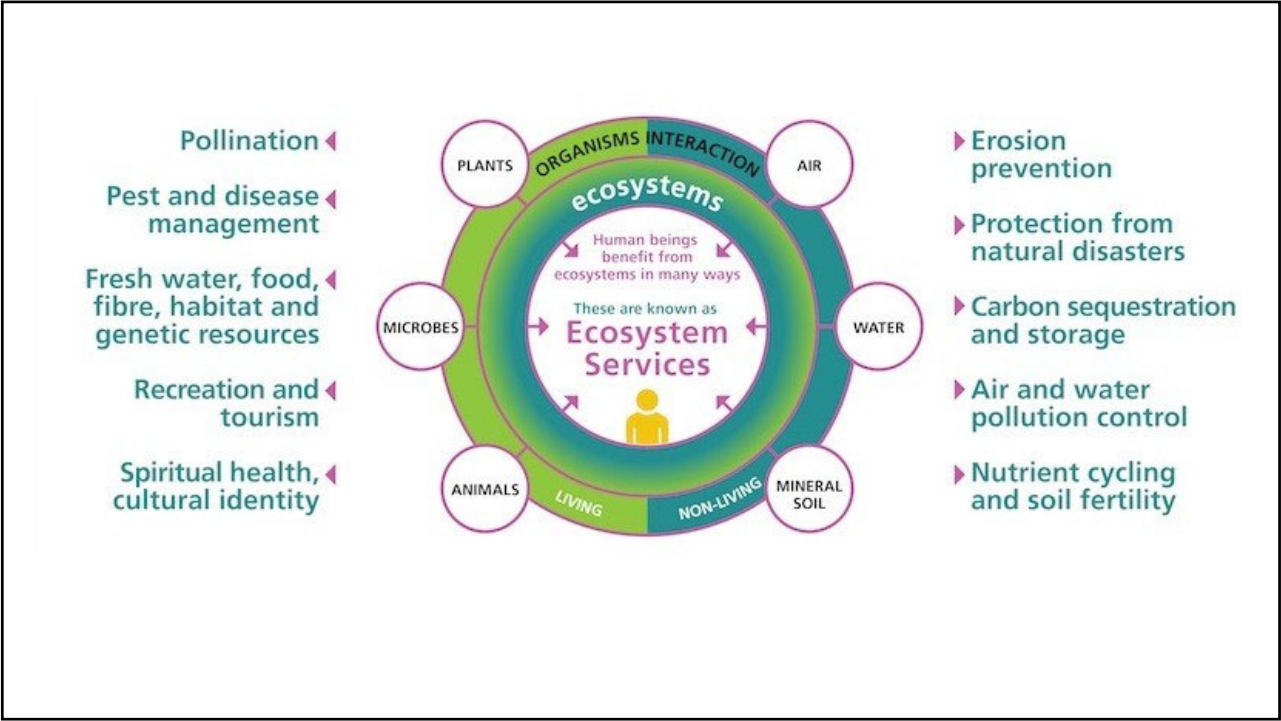 Pollination
Pest and disease
management
Fresh water, food,
fibre, habitat and
genetic resources
Recreation and
tourism
Spiritual health,
cultural identity
PLANTS
MICROBES
ANIMALS
ORGANISMS INTERACTION
ecosystems
Human beings
benefit from
ecosystems in many ways
These are known as
Ecosystem
Services
LIVING
NON-LIVING
AIR
WATER
MINERAL
SOIL
Erosion
prevention
Protection from
natural disasters
Carbon sequestration
and storage
Air and water
pollution control
Nutrient cycling
and soil fertility